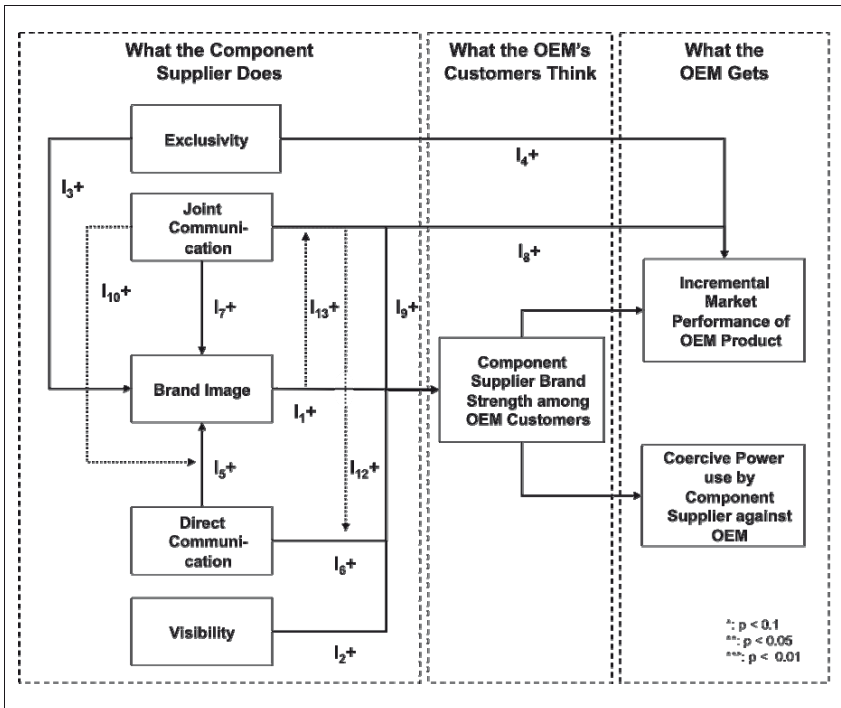 What the Component
Supplier Does
What the OEM's
Customers Think
What the
OEM Gets
Exclusivity
I4+
I3+
Joint
Communi-
cation
I8+
I10+
I7+
I13+
I9+
Incremental
Market
Performance of
OEM Product
Brand Image
I1+
Component
Supplier Brand
Strength among
OEM Customers
I5+
I12+
Coercive Power
use by
Component
Supplier against
OEM
Direct
Communi-
cation
I6+
Visibility
I2+
*: p < 0.1
**: p < 0.05
***: p < 0.01